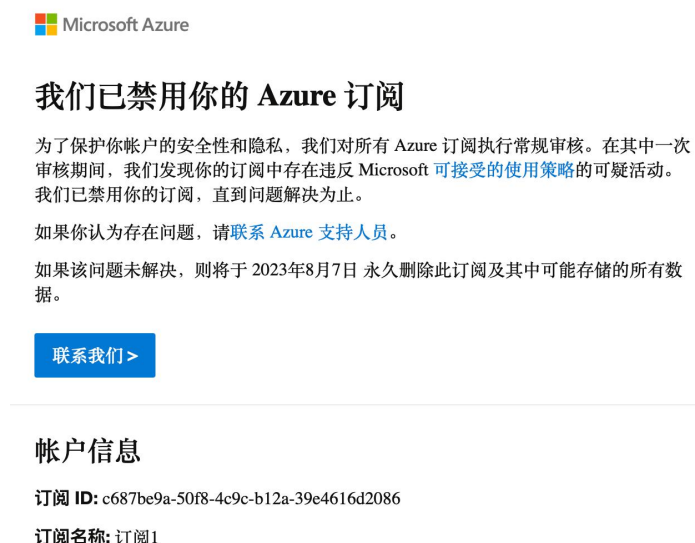 Microsoft Azure
我们已禁用你的 Azure 订阅
为了保护你帐户的安全性和隐私，我们对所有 Azure 订阅执行常规审核。在其中一次
审核期间，我们发现你的订阅中存在违反 Microsoft 可接受的使用策略的可疑活动。
我们已禁用你的订阅，直到问题解决为止。
如果你认为存在问题，请联系 Azure 支持人员。
如果该问题未解决，则将于 2023年8月7日 永久删除此订阅及其中可能存储的所有数
据。
联系我们 >
帐户信息
订阅 ID: c687be9a-50f8-4c9c-b12a-39e4616d2086
订阅名称: 订阅1